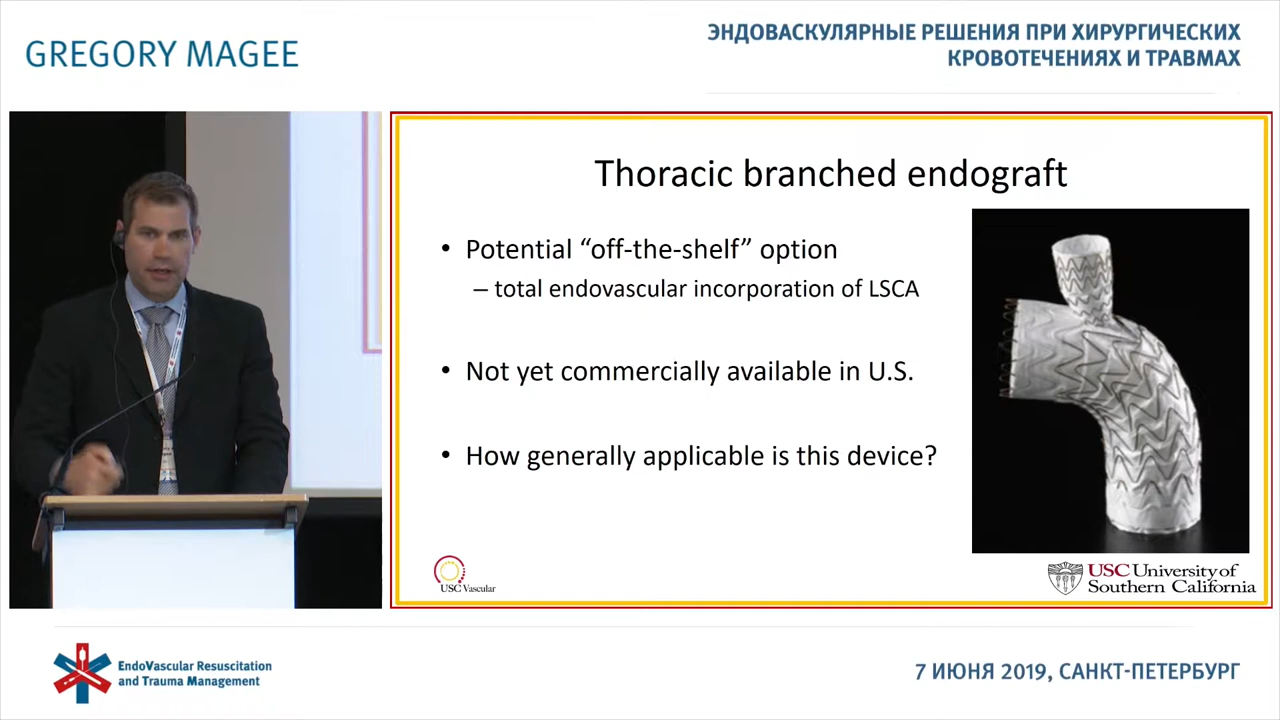 GREGORY MAGEE
ЭНДОВАСКУЛЯРНЫЕ РЕШЕНИЯ ПРИ ХИРУРГИЧЕСКИХ
КРОВОТЕЧЕНИЯХ И ТРАВМАХ
Thoracic branched endograft
• Potential “off-the-shelf” option
– total endovascular incorporation of LSCA
• Not yet commercially available in U.S.
• How generally applicable is this device?
USC Vascular
USC University of
Southern California
EndoVascular Resuscitation
and Trauma Management
7 ИЮНЯ 2019, САНКТ-ПЕТЕРБУРГ